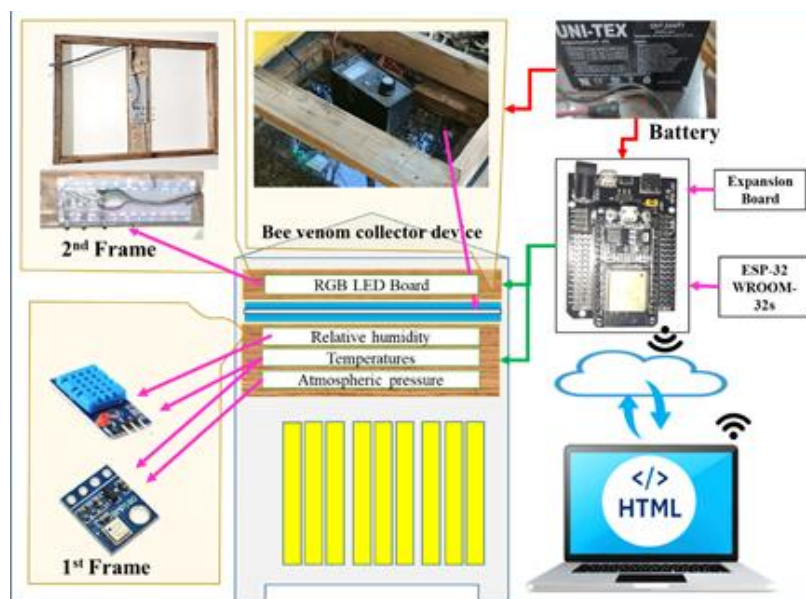 UNI-TEX
Battery
2nd Frame
Bee venom collector device
Expansion
Board
RGB LED Board
ESP-32
WROOM-
32s
Relative humidity
Temperatures
Atmospheric pressure
1st Frame
</>
HTML